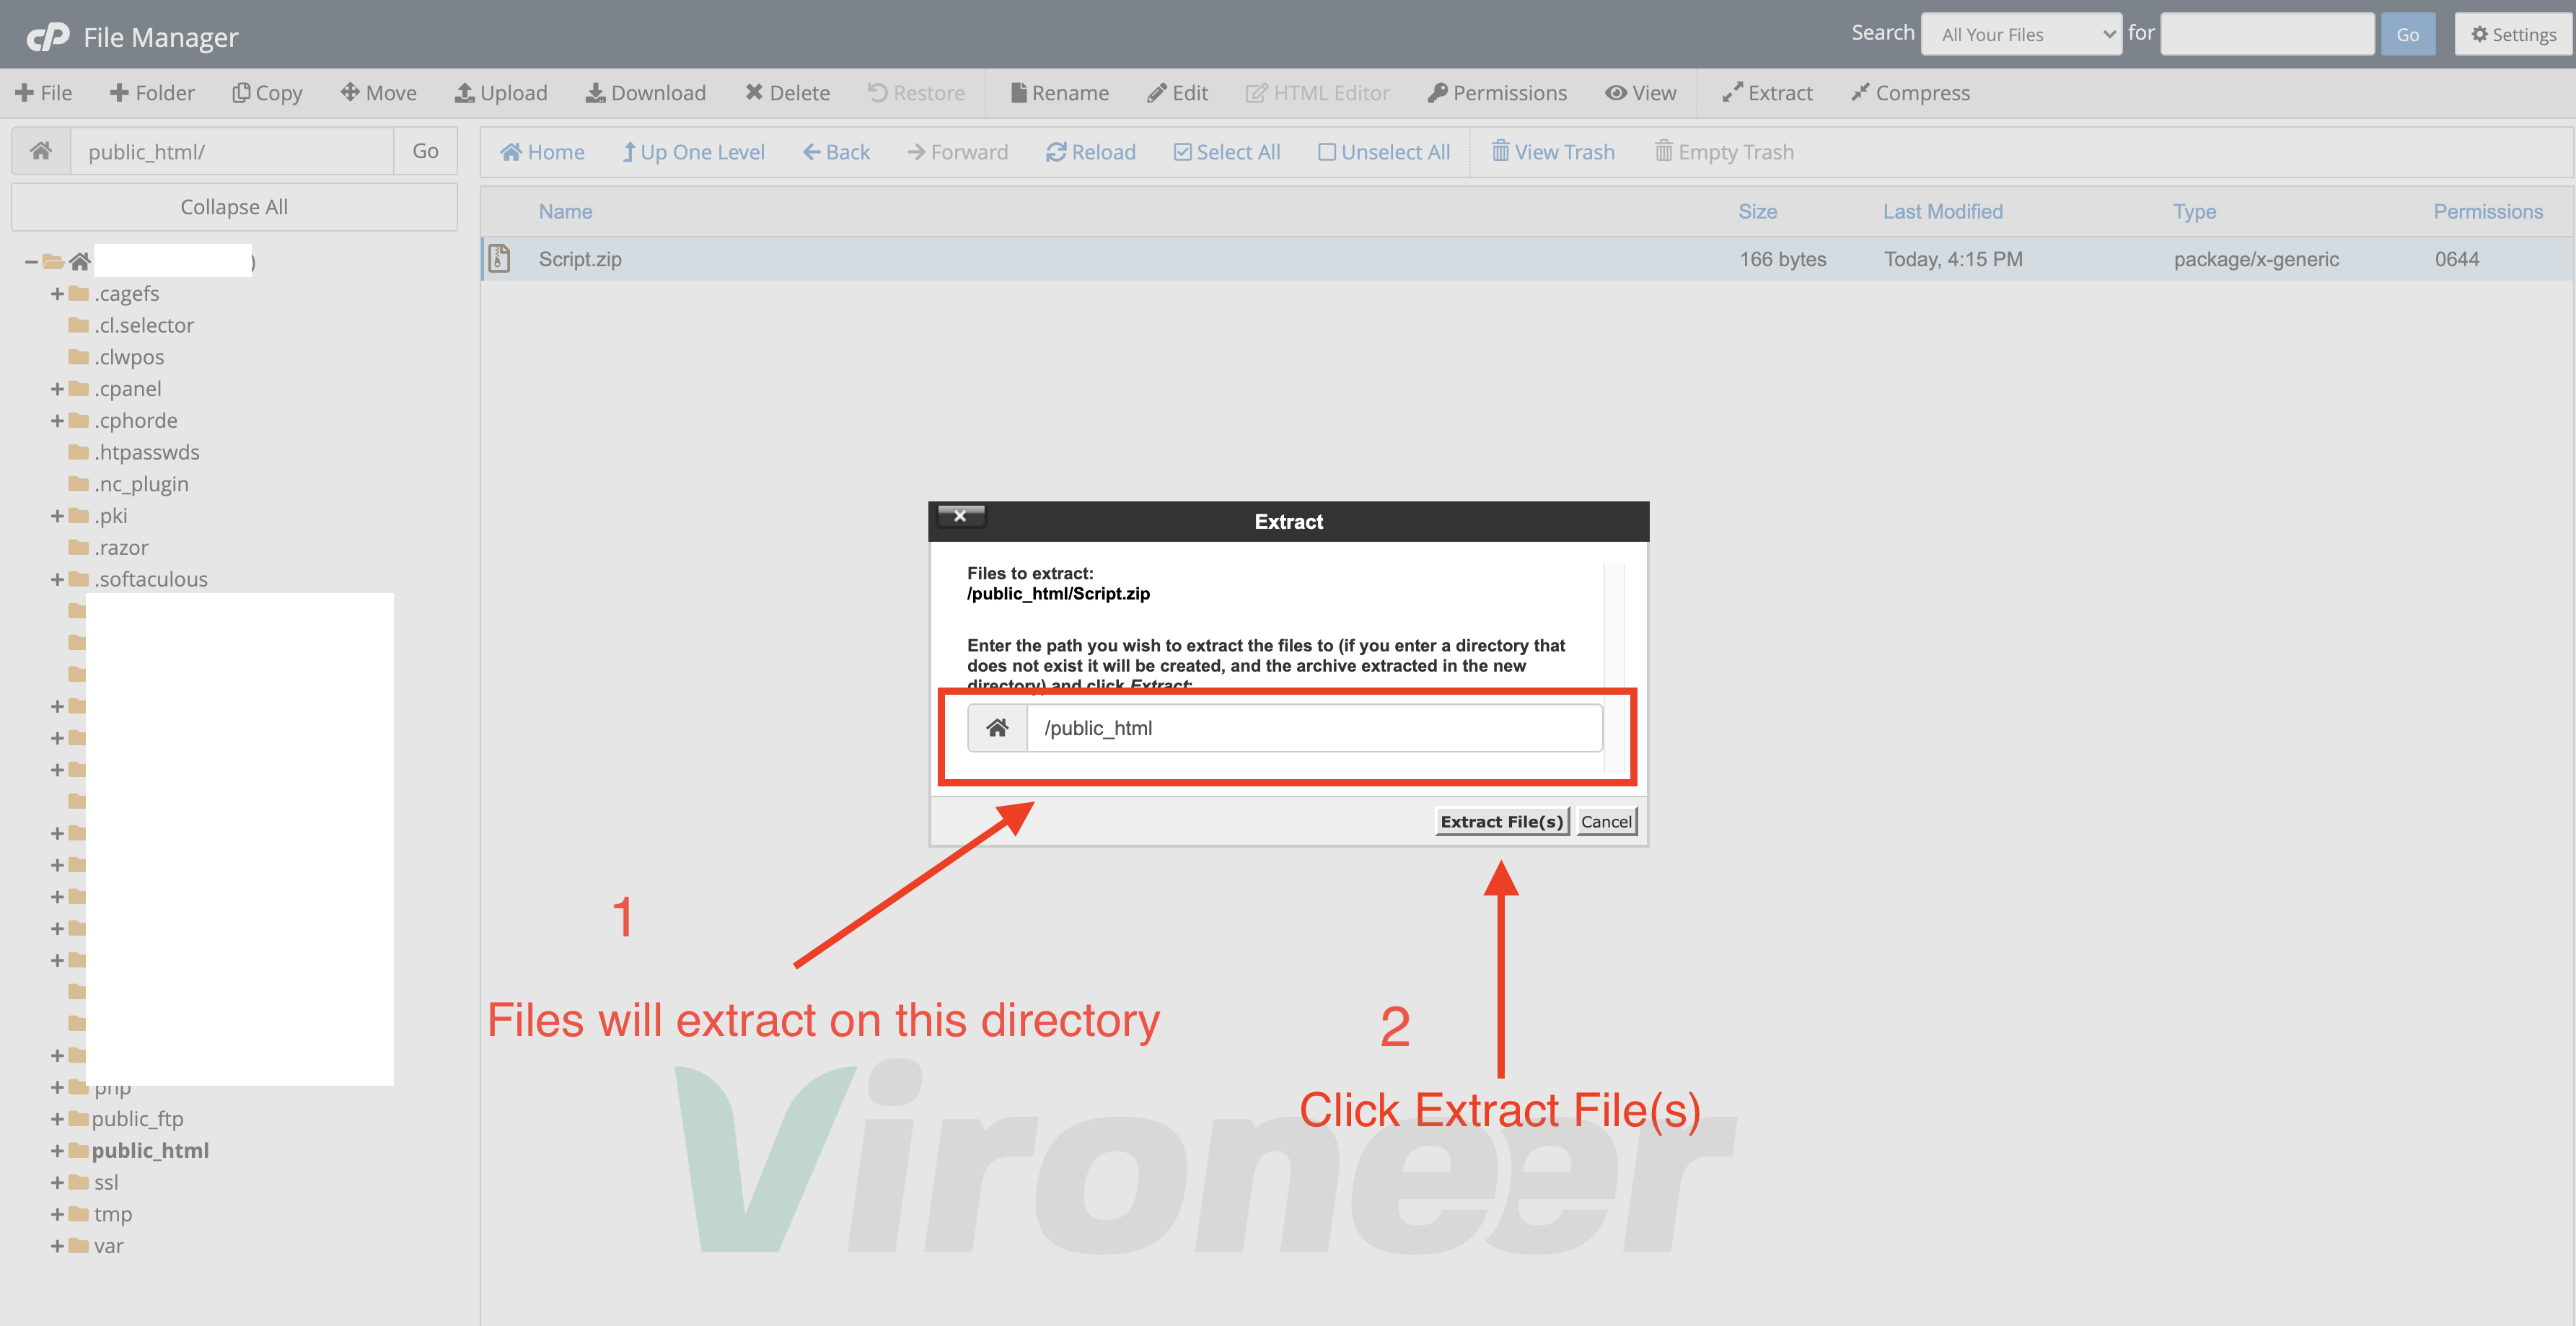 cP File Manager Search All Your Files for Go Settings
File Folder Copy Move Upload Download Delete Restore Rename Edit HTML Editor Permissions View Extract Compress
public_html/ Go
Home Up One Level Back Forward Reload Select All Unselect All View Trash Empty Trash
Collapse All
Name Size Last Modified Type Permissions
Script.zip 166 bytes Today, 4:15 PM package/x-generic 0644
)
.cagefs
.cl.selector
.clwpos
.cpanel
.cphorde
.htpasswds
.nc_plugin
.pki
.razor
.softaculous
php
public_ftp
public_html
ssl
tmp
var
Extract
Files to extract:
/public_html/Script.zip
Enter the path you wish to extract the files to (if you enter a directory that
does not exist it will be created, and the archive extracted in the new
directory) and click Extract:
/public_html
Extract File(s) Cancel
1
Files will extract on this directory
2
Click Extract File(s)
Vironeer